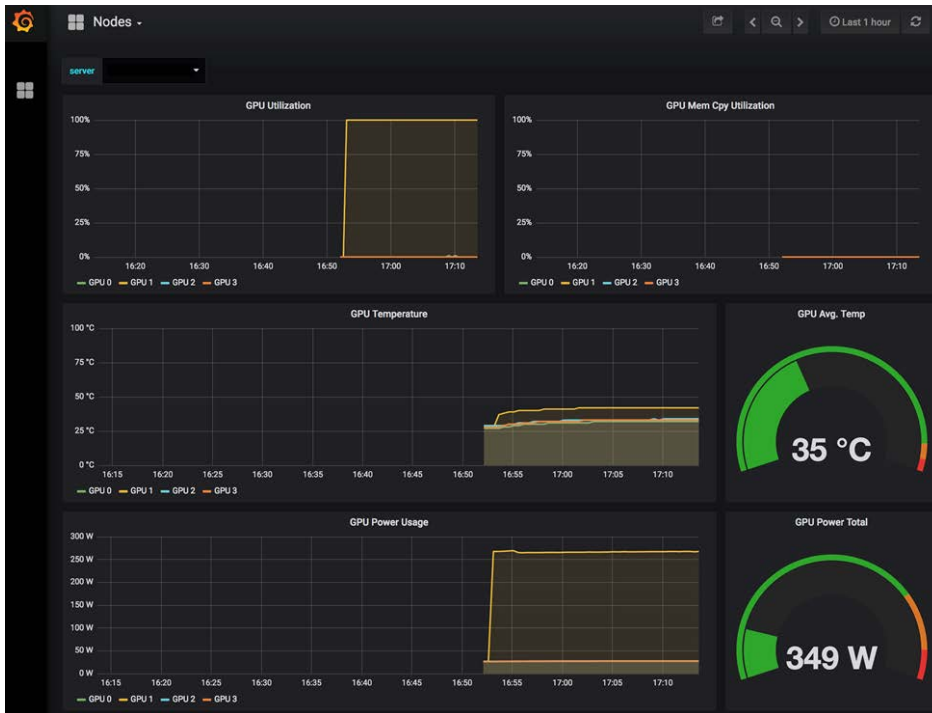 Nodes
Last 1 hour
server
GPU Utilization
100%
75%
50%
25%
0%
16:20 16:30 16:40 16:50 17:00 17:10
GPU 0 GPU 1 GPU 2 GPU 3
GPU Mem Cpy Utilization
100%
75%
50%
25%
0%
16:20 16:30 16:40 16:50 17:00 17:10
GPU 0 GPU 1 GPU 2 GPU 3
GPU Temperature
100 °C
75 °C
50 °C
25 °C
0 °C
16:15 16:20 16:25 16:30 16:35 16:40 16:45 16:50 16:55 17:00 17:05 17:10
GPU 0 GPU 1 GPU 2 GPU 3
GPU Avg. Temp
35 °C
GPU Power Usage
300 W
250 W
200 W
150 W
100 W
50 W
0 W
16:15 16:20 16:25 16:30 16:35 16:40 16:45 16:50 16:55 17:00 17:05 17:10
GPU 0 GPU 1 GPU 2 GPU 3
GPU Power Total
349 W